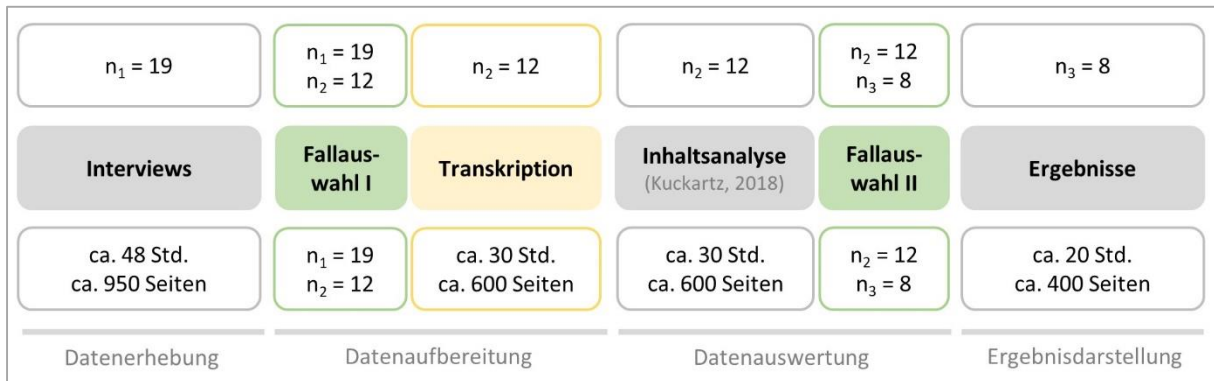 n₁ = 19
n₁ = 19
n₂ = 12
n₂ = 12
n₂ = 12
n₂ = 12
n₃ = 8
n₃ = 8
Interviews
Fallaus-
wahl I
Transkription
Inhaltsanalyse
(Kuckartz, 2018)
Fallaus-
wahl II
Ergebnisse
ca. 48 Std.
ca. 950 Seiten
n₁ = 19
n₂ = 12
ca. 30 Std.
ca. 600 Seiten
ca. 30 Std.
ca. 600 Seiten
n₂ = 12
n₃ = 8
ca. 20 Std.
ca. 400 Seiten
Datenerhebung
Datenaufbereitung
Datenauswertung
Ergebnisdarstellung